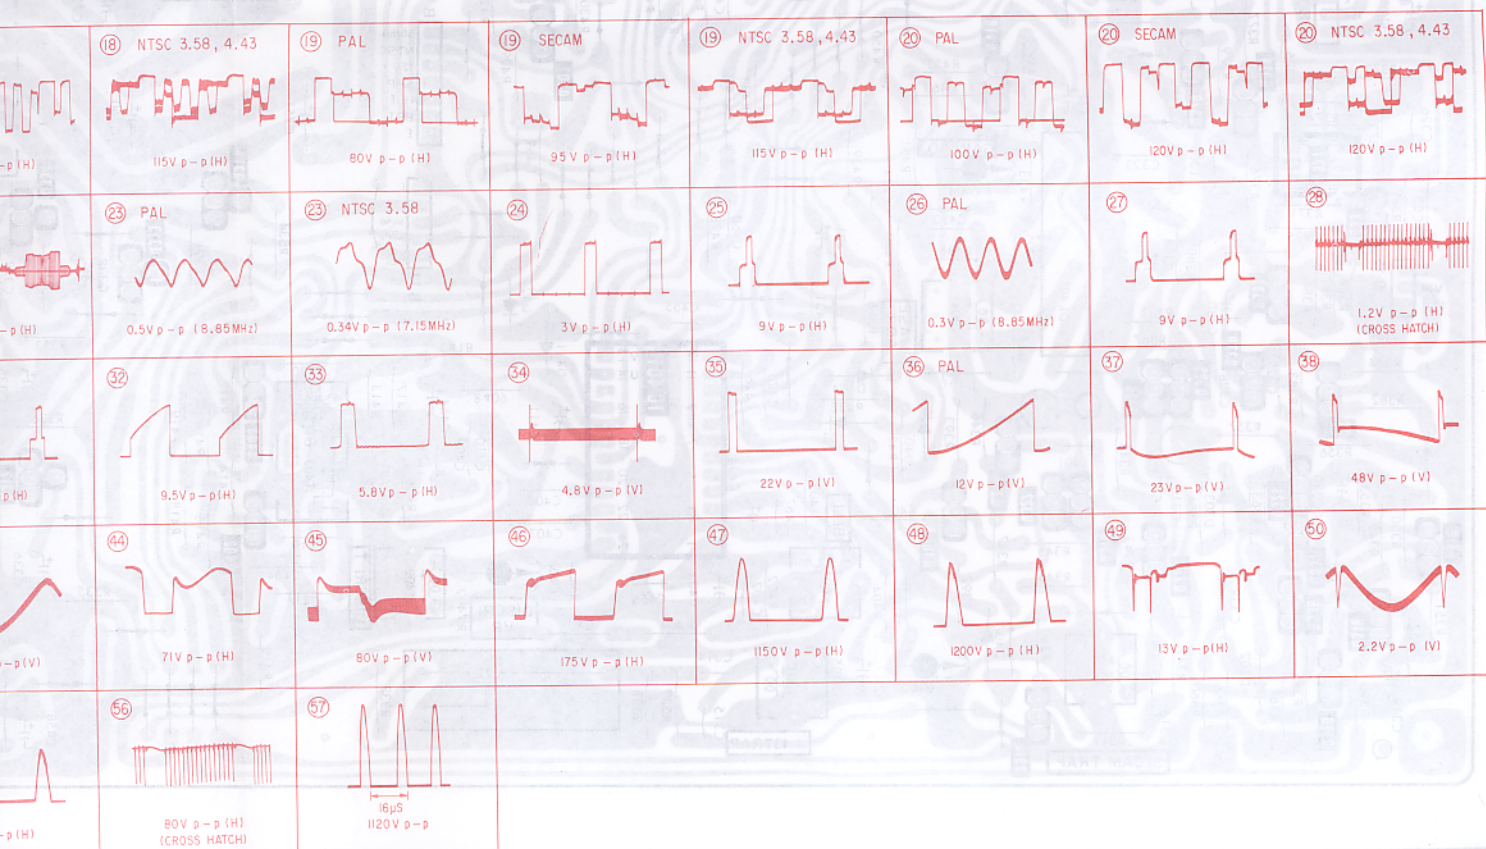 ⑱ NTSC 3.58, 4.43
⑲ PAL
⑲ SECAM
⑲ NTSC 3.58, 4.43
⑳ PAL
⑳ SECAM
⑳ NTSC 3.58, 4.43
-p (H)
115V p-p (H)
80V p-p (H)
95V p-p (H)
115V p-p (H)
100V p-p (H)
120V p-p (H)
120V p-p (H)
㉓ PAL
㉓ NTSC 3.58
㉔
㉕
㉖ PAL
㉗
㉘
-p (H)
0.5V p-p (8.85MHz)
0.34V p-p (7.15MHz)
3V p-p (H)
9V p-p (H)
0.3V p-p (8.85MHz)
9V p-p (H)
1.2V p-p (H)
(CROSS HATCH)
㉜
㉝
㉞
㉟
㊱ PAL
㊲
㊳
p (H)
9.5V p-p (H)
5.8V p-p (H)
4.8V p-p (V)
22V p-p (V)
12V p-p (V)
23V p-p (V)
48V p-p (V)
㊹
㊺
㊻
㊼
㊽
㊾
㊿
-p (V)
71V p-p (H)
80V p-p (V)
175V p-p (H)
1150V p-p (H)
1200V p-p (H)
13V p-p (H)
2.2V p-p (V)
56
57
16µS
-p (H)
80V p-p (H)
(CROSS HATCH)
1120V p-p